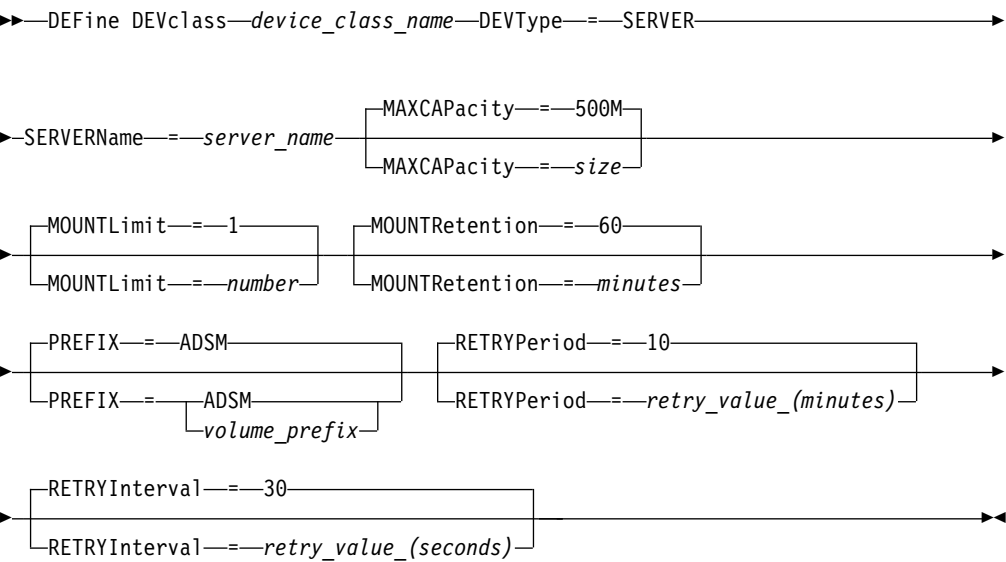 DEFine DEVclass device_class_name DEVType = SERVER
MAXCAPacity = 500M
SERVERName = server_name
MAXCAPacity = size
MOUNTLimit = 1 MOUNTRetention = 60
MOUNTLimit = number MOUNTRetention = minutes
PREFIX = ADSM RETRYPeriod = 10
PREFIX = ADSM RETRYPeriod = retry_value_(minutes)
volume_prefix
RETRYInterval = 30
RETRYInterval = retry_value_(seconds)